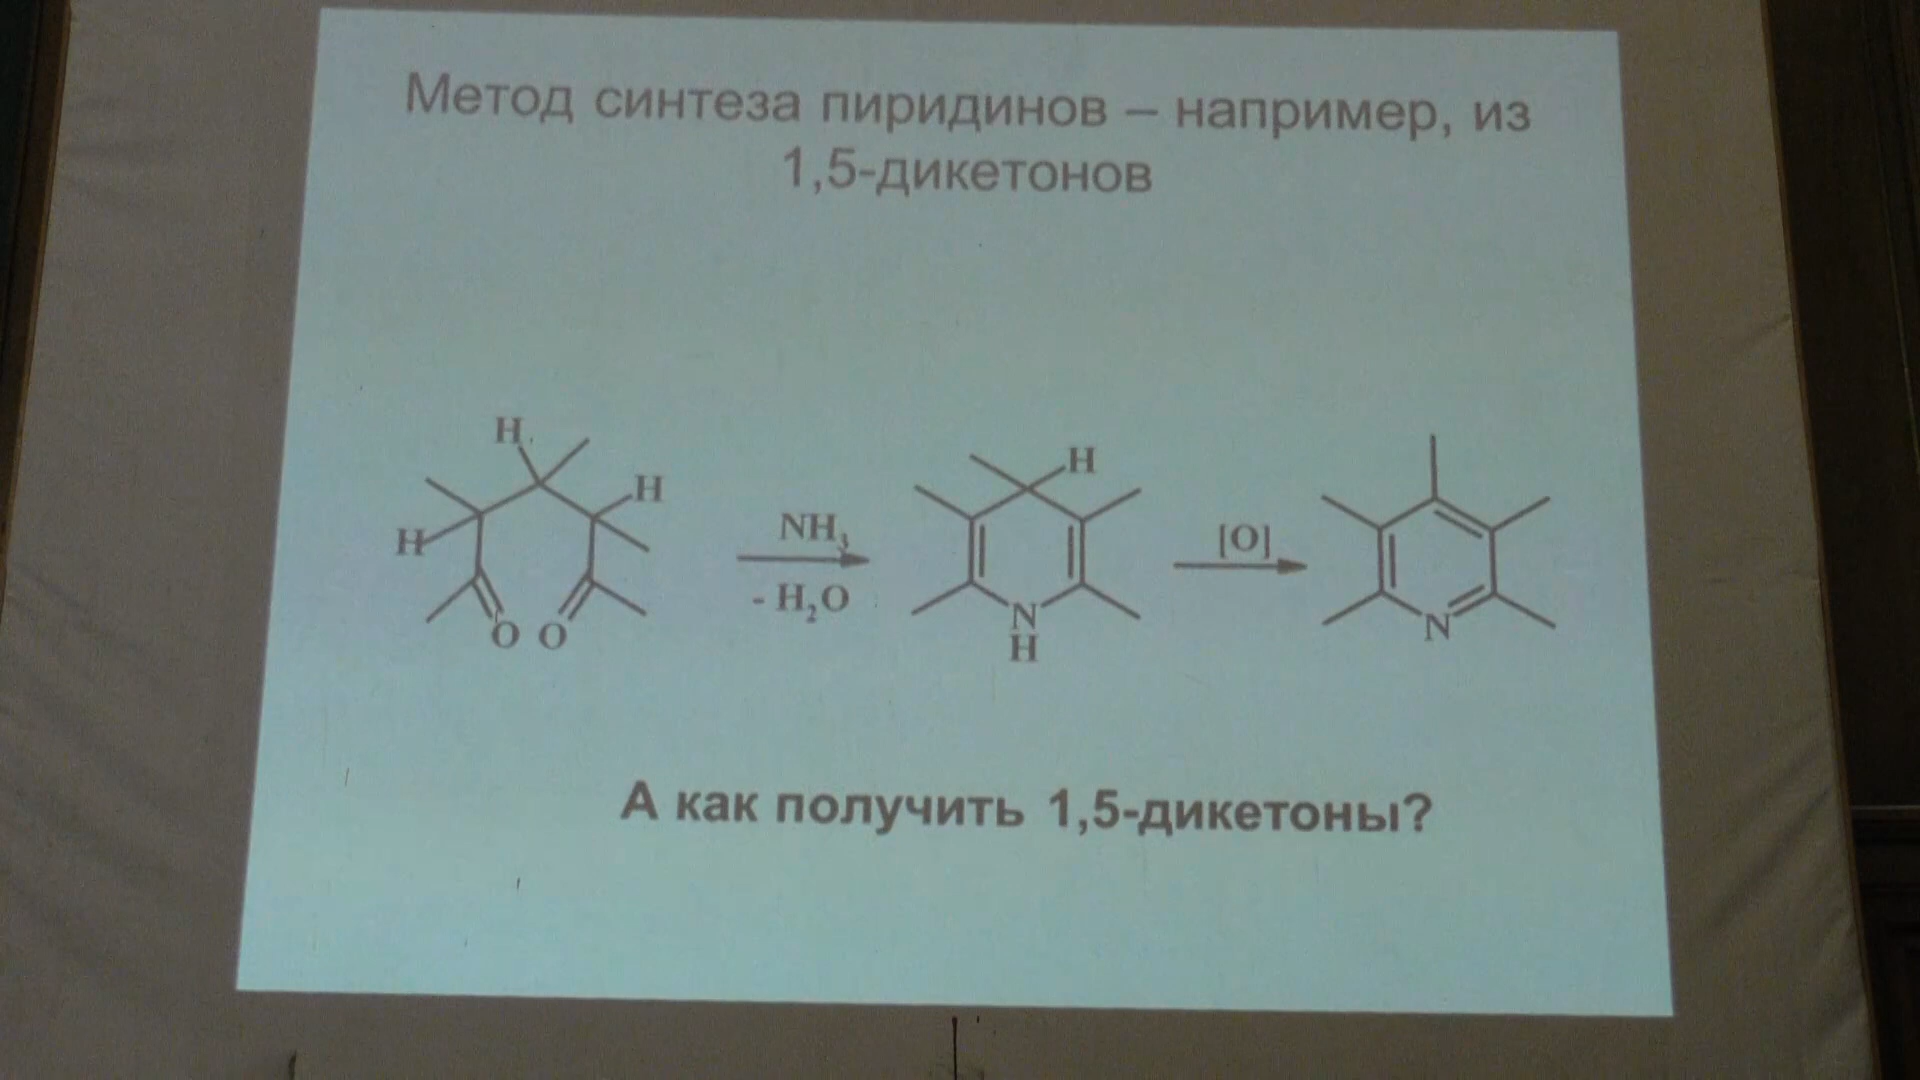 Метод синтеза пиридинов – например, из
1,5-дикетонов
H
H
H
O O
NH₃
- H₂O
H
N
H
[O]
N
А как получить 1,5-дикетоны?